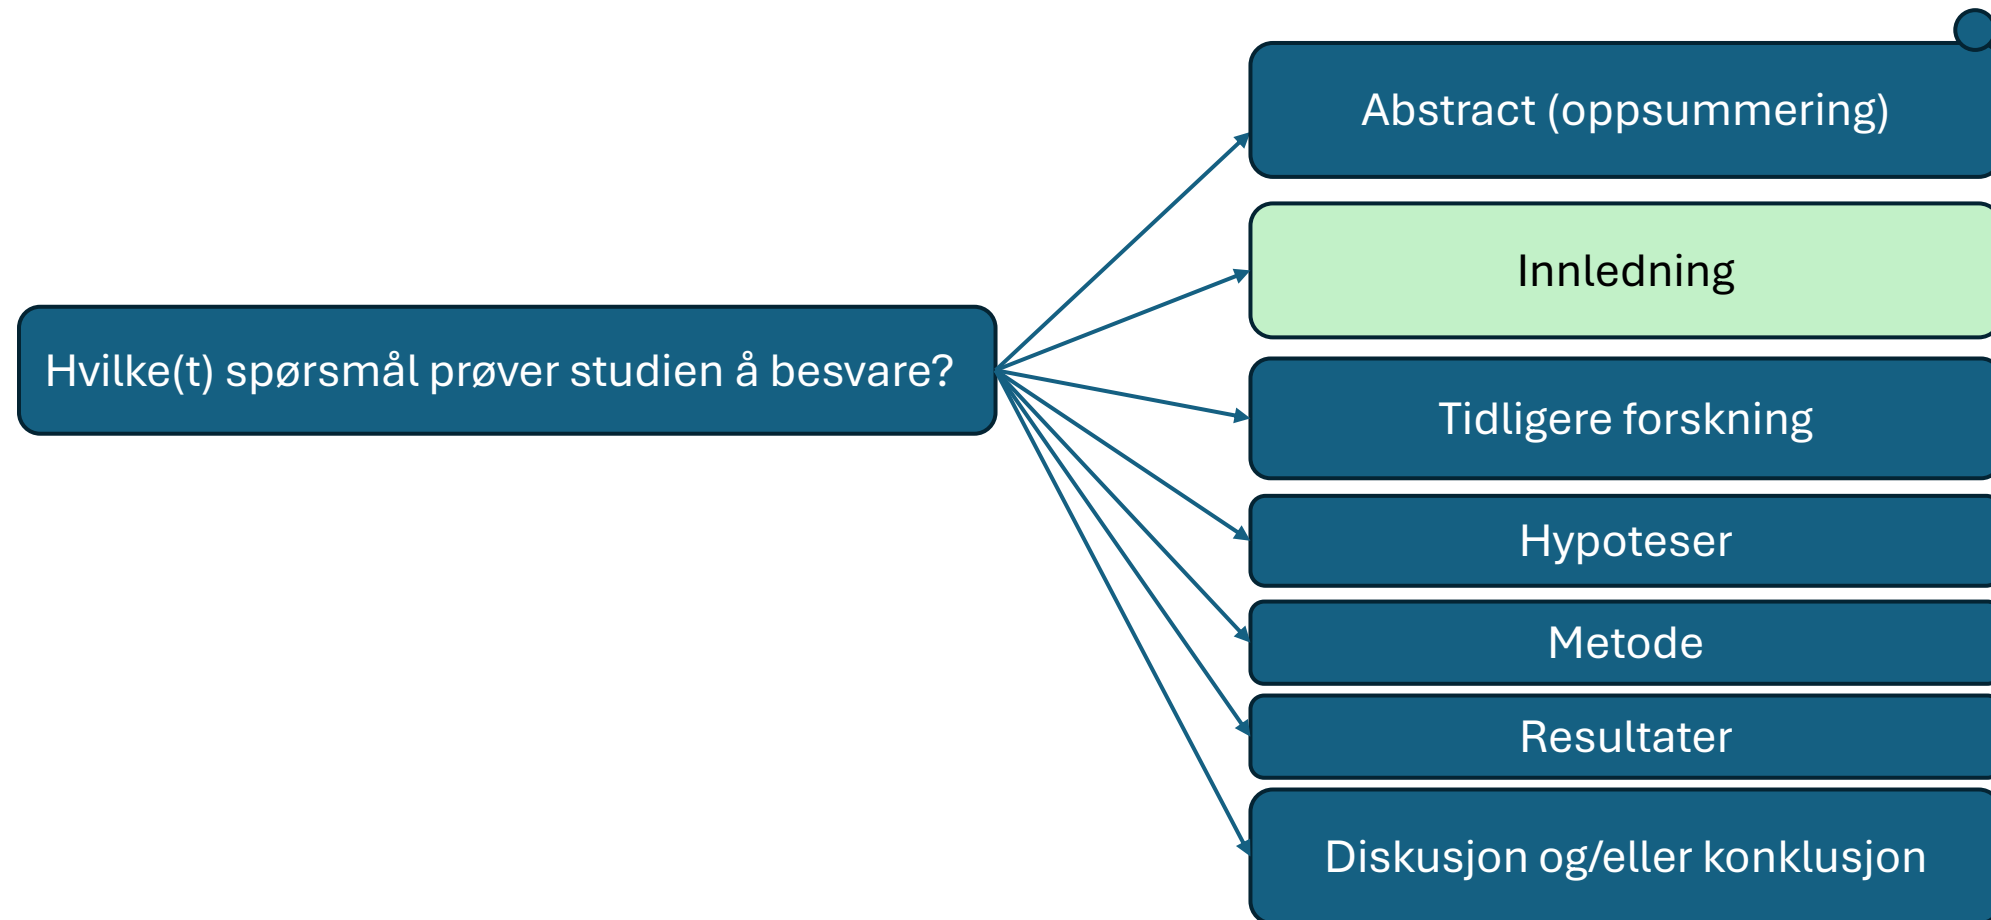 Abstract (oppsummering)
Innledning
Hvilke(t) spørsmål prøver studien å besvare?
Tidligere forskning
Hypoteser
Metode
Resultater
Diskusjon og/eller konklusjon